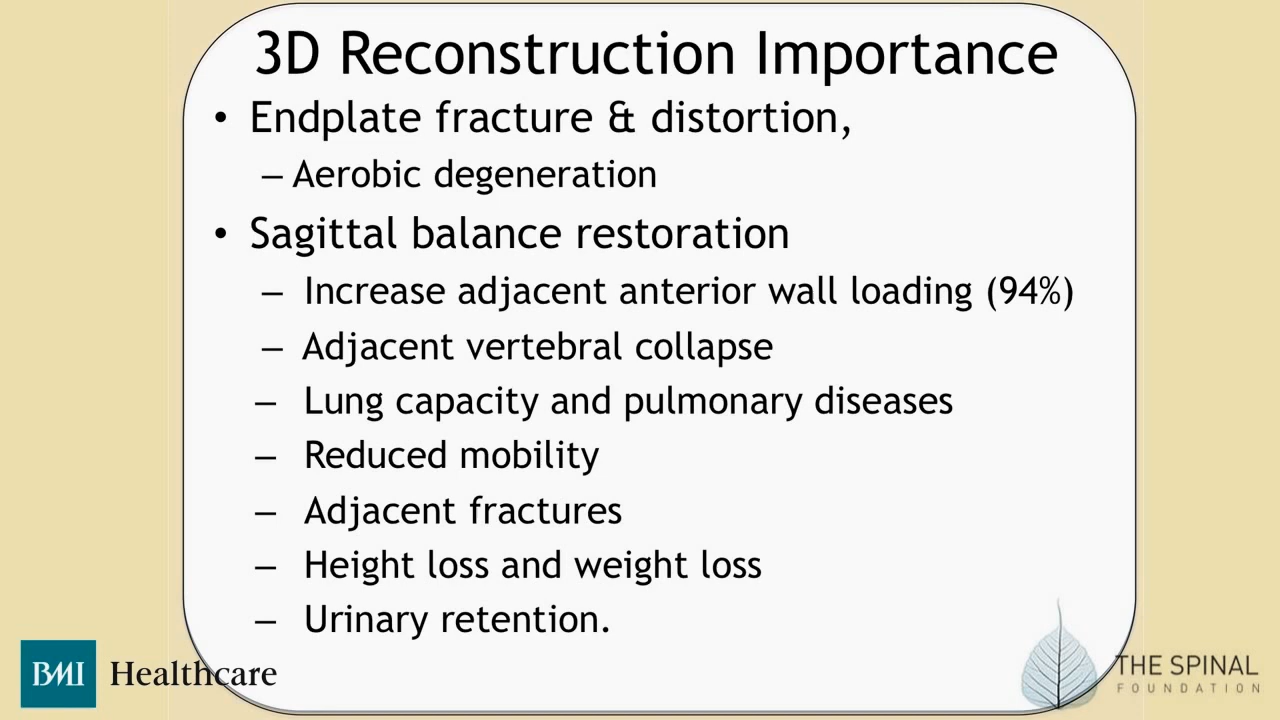 3D Reconstruction Importance
• Endplate fracture & distortion,
– Aerobic degeneration
• Sagittal balance restoration
– Increase adjacent anterior wall loading (94%)
– Adjacent vertebral collapse
– Lung capacity and pulmonary diseases
– Reduced mobility
– Adjacent fractures
– Height loss and weight loss
– Urinary retention.
BMI Healthcare
THE SPINAL
FOUNDATION